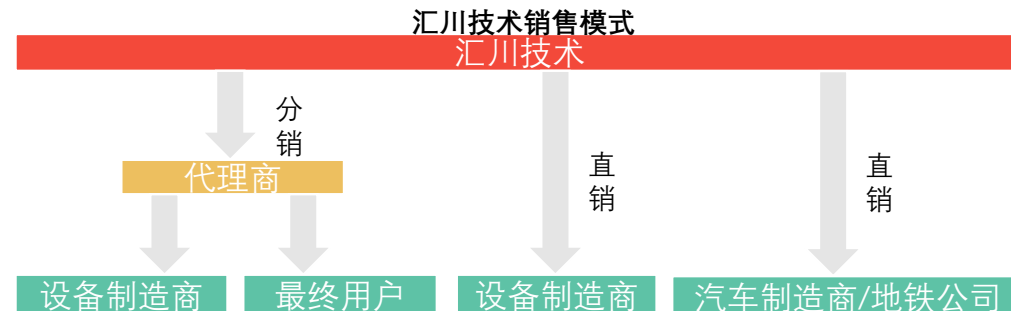 汇川技术销售模式
汇川技术
分
销
代理商
直
销
直
销
设备制造商
最终用户
设备制造商
汽车制造商/地铁公司